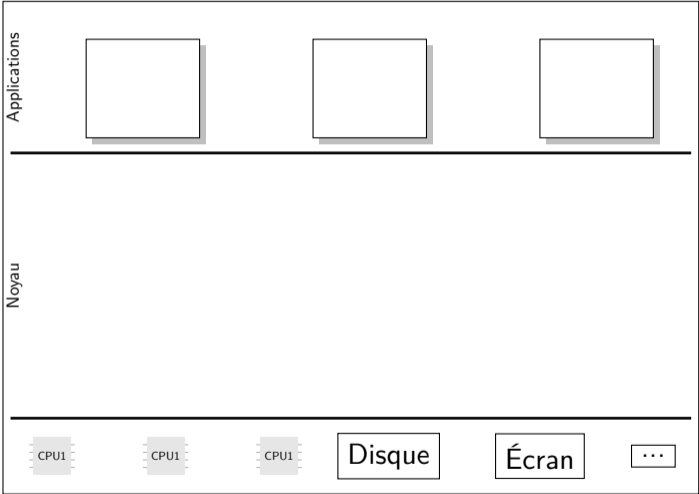 Applications
Noyau
CPU1
CPU1
CPU1
Disque
Écran
...